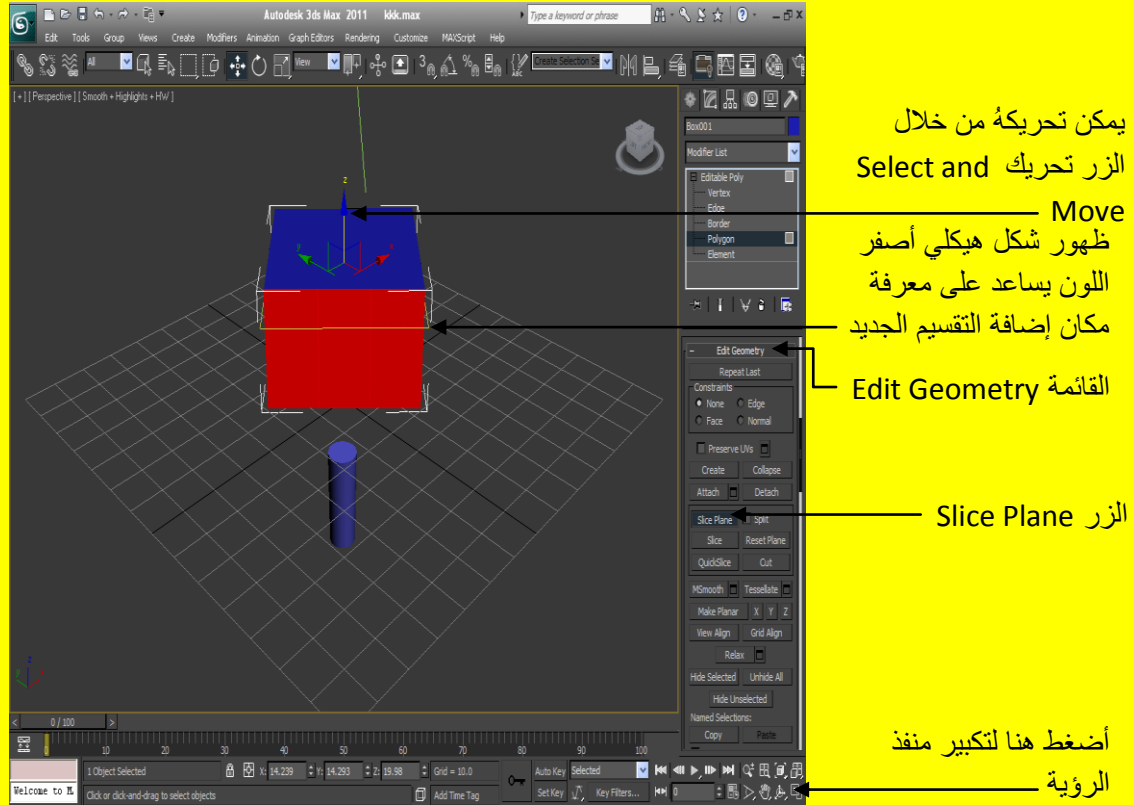 Autodesk 3ds Max 2011 kkk.max
Type a keyword or phrase
Edit Tools Group Views Create Modifiers Animation Graph Editors Rendering Customize MAXScript Help
All View 3 Create Selection Se
[ + ] [ Perspective ] [ Smooth + Highlights + HW ]
Box001
Modifier List
Editable Poly
Vertex
Edge
Border
Polygon
Element
Edit Geometry
Repeat Last
Constraints
None Edge
Face Normal
Preserve UVs
Create Collapse
Attach Detach
Slice Plane Split
Slice Reset Plane
QuickSlice Cut
MSmooth Tessellate
Make Planar X Y Z
View Align Grid Align
Relax
Hide Selected Unhide All
Hide Unselected
Named Selections:
Copy Paste
z
y
x
z
y
0 / 100
0 10 20 30 40 50 60 70 80 90 100
1 Object Selected X: 14.239 Y: 14.293 Z: 19.98 Grid = 10.0 Auto Key Selected
Welcome to M. Click or click-and-drag to select objects Add Time Tag Set Key Key Filters... 0
يمكن تحريكهُ من خلال
الزر تحريك Select and
Move
ظهور شكل هيكلي أصفر
اللون يساعد على معرفة
مكان إضافة التقسيم الجديد
القائمة Edit Geometry
الزر Slice Plane
أضغط هنا لتكبير منفذ
الرؤية